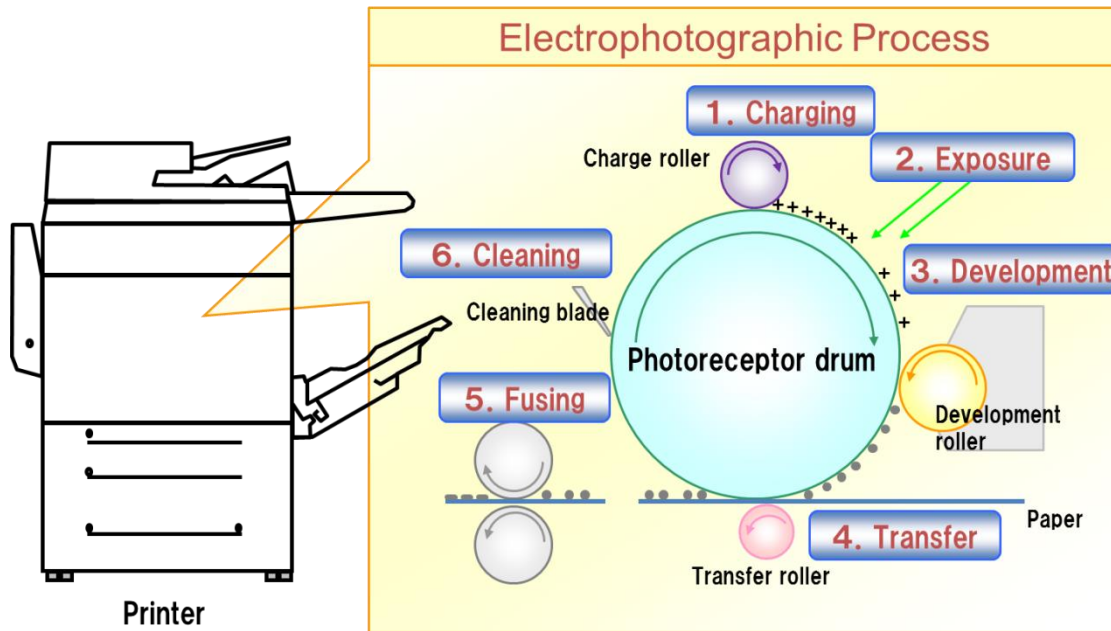 Electrophotographic Process
1. Charging
Charge roller
2. Exposure
6. Cleaning
3. Development
Cleaning blade
Photoreceptor drum
5. Fusing
Development
roller
Paper
4. Transfer
Transfer roller
Printer